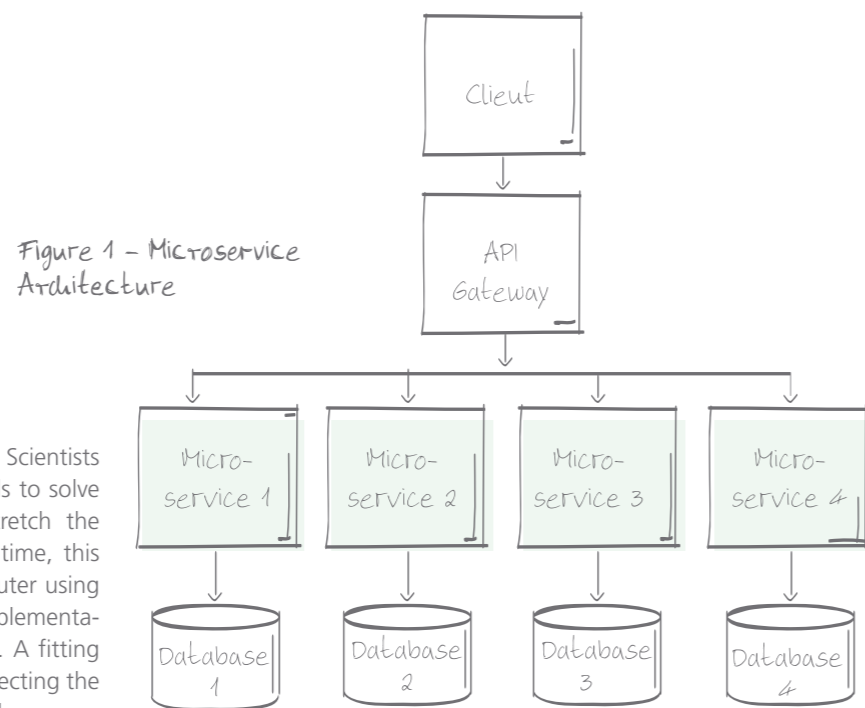 Client
API
Gateway
Figure 1 – Microservice
Architecture
Micro-
service 1
Micro-
service 2
Micro-
service 3
Micro-
service 4
Database
1
Database
2
Database
3
Database
4
Scientists
s to solve
retch the
time, this
uter using
plementa-
. A fitting
ecting the